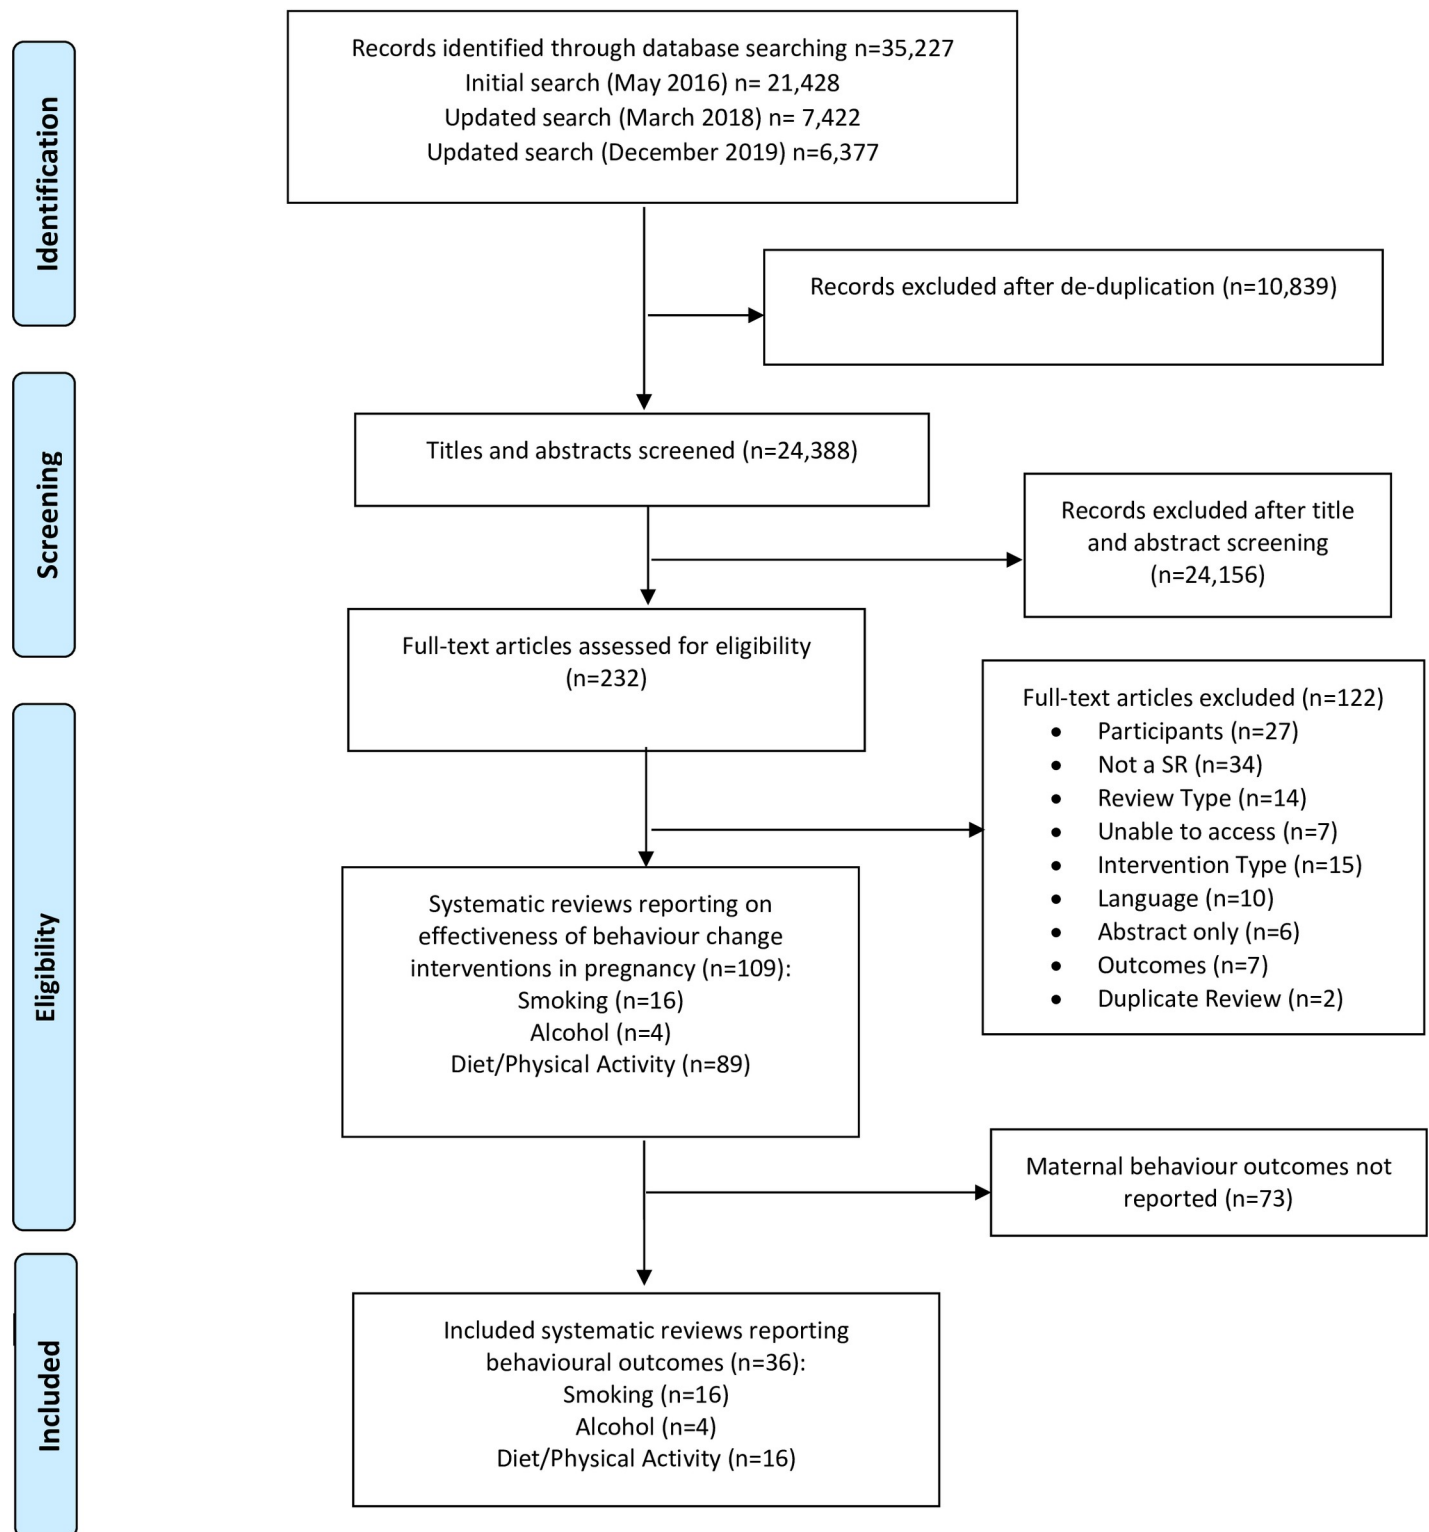 Identification
Records identified through database searching n=35,227
Initial search (May 2016) n= 21,428
Updated search (March 2018) n= 7,422
Updated search (December 2019) n=6,377
Records excluded after de-duplication (n=10,839)
Screening
Titles and abstracts screened (n=24,388)
Records excluded after title
and abstract screening
(n=24,156)
Full-text articles assessed for eligibility
(n=232)
Eligibility
Full-text articles excluded (n=122)
• Participants (n=27)
• Not a SR (n=34)
• Review Type (n=14)
• Unable to access (n=7)
• Intervention Type (n=15)
• Language (n=10)
• Abstract only (n=6)
• Outcomes (n=7)
• Duplicate Review (n=2)
Systematic reviews reporting on
effectiveness of behaviour change
interventions in pregnancy (n=109):
Smoking (n=16)
Alcohol (n=4)
Diet/Physical Activity (n=89)
Maternal behaviour outcomes not
reported (n=73)
Included
Included systematic reviews reporting
behavioural outcomes (n=36):
Smoking (n=16)
Alcohol (n=4)
Diet/Physical Activity (n=16)